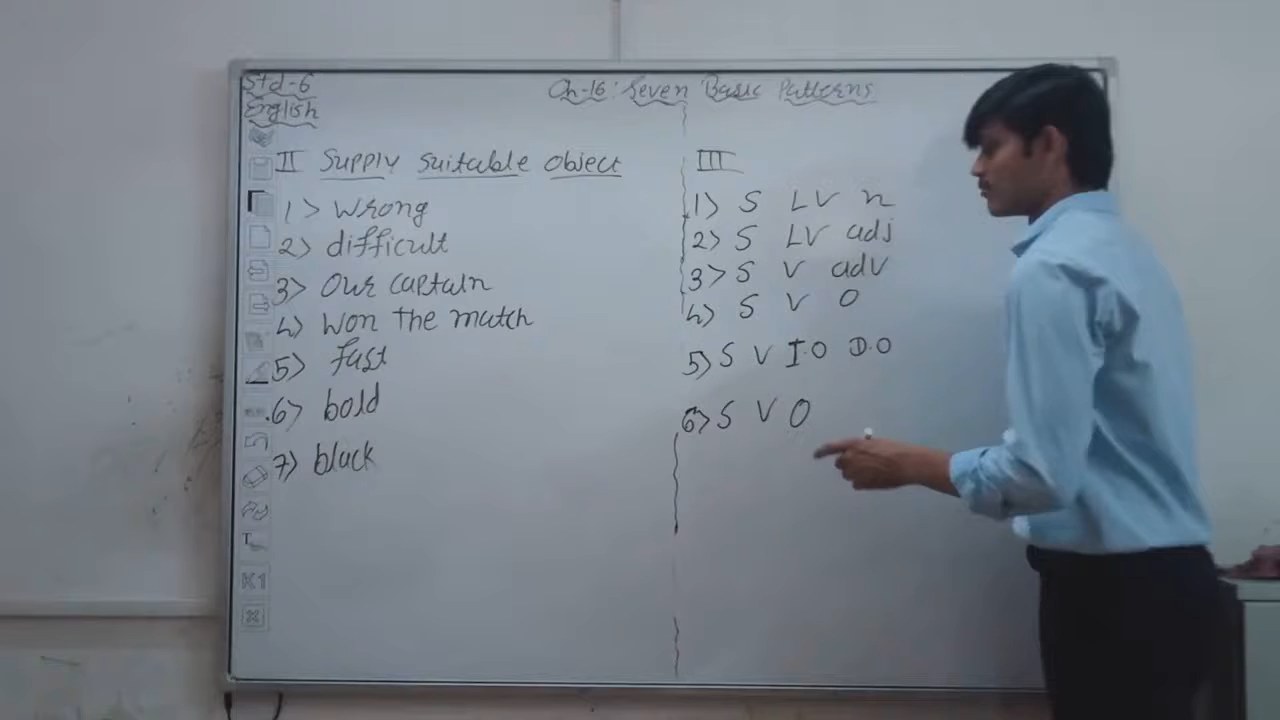 Std-6
English
Ch-16: Seven Basic Patterns
II Supply Suitable Object
1) Wrong
2) difficult
3) Our captain
4) Won the match
5) fast
6) bold
7) black
III
1) S LV n
2) S LV adj
3) S V adv
4) S V O
5) S V I.O D.O
6) S V O
T
K1